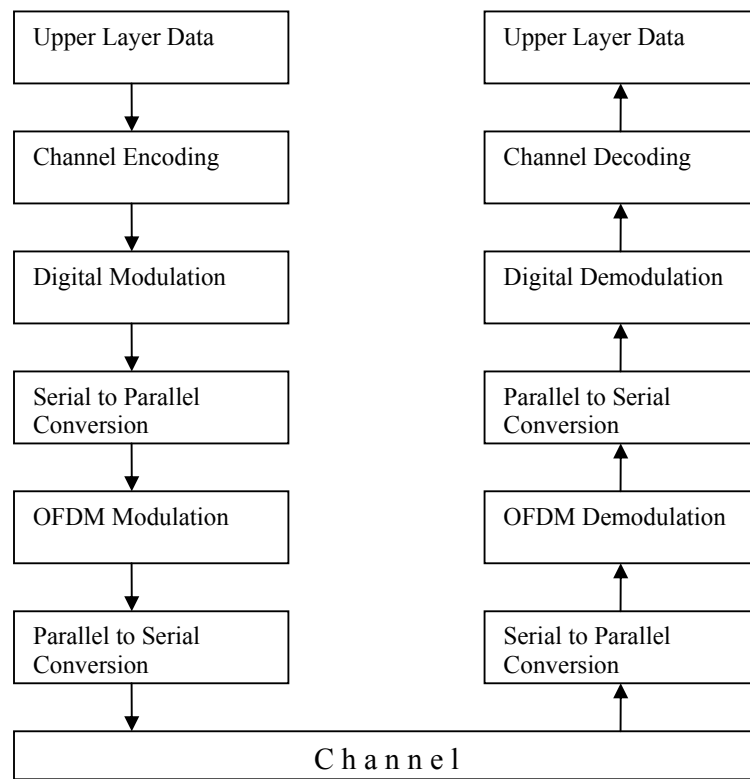 Upper Layer Data
Channel Encoding
Digital Modulation
Serial to Parallel
Conversion
OFDM Modulation
Parallel to Serial
Conversion
Upper Layer Data
Channel Decoding
Digital Demodulation
Parallel to Serial
Conversion
OFDM Demodulation
Serial to Parallel
Conversion
C h a n n e l